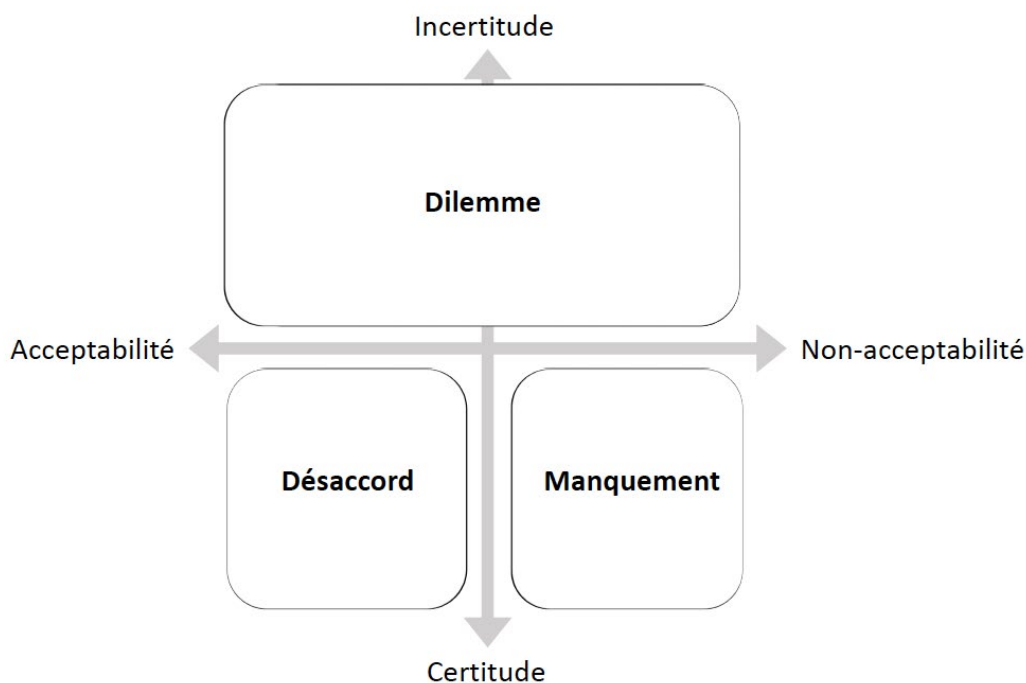 Incertitude
Dilemme
Acceptabilité
Non-acceptabilité
Désaccord
Manquement
Certitude